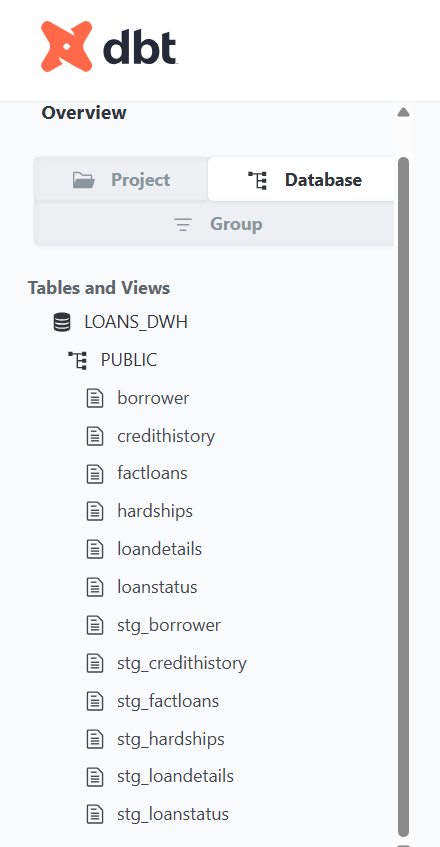 dbt
Overview
Project
Database
Group
Tables and Views
LOANS_DWH
PUBLIC
borrower
credithistory
factloans
hardships
loandetails
loanstatus
stg_borrower
stg_credithistory
stg_factloans
stg_hardships
stg_loandetails
stg_loanstatus